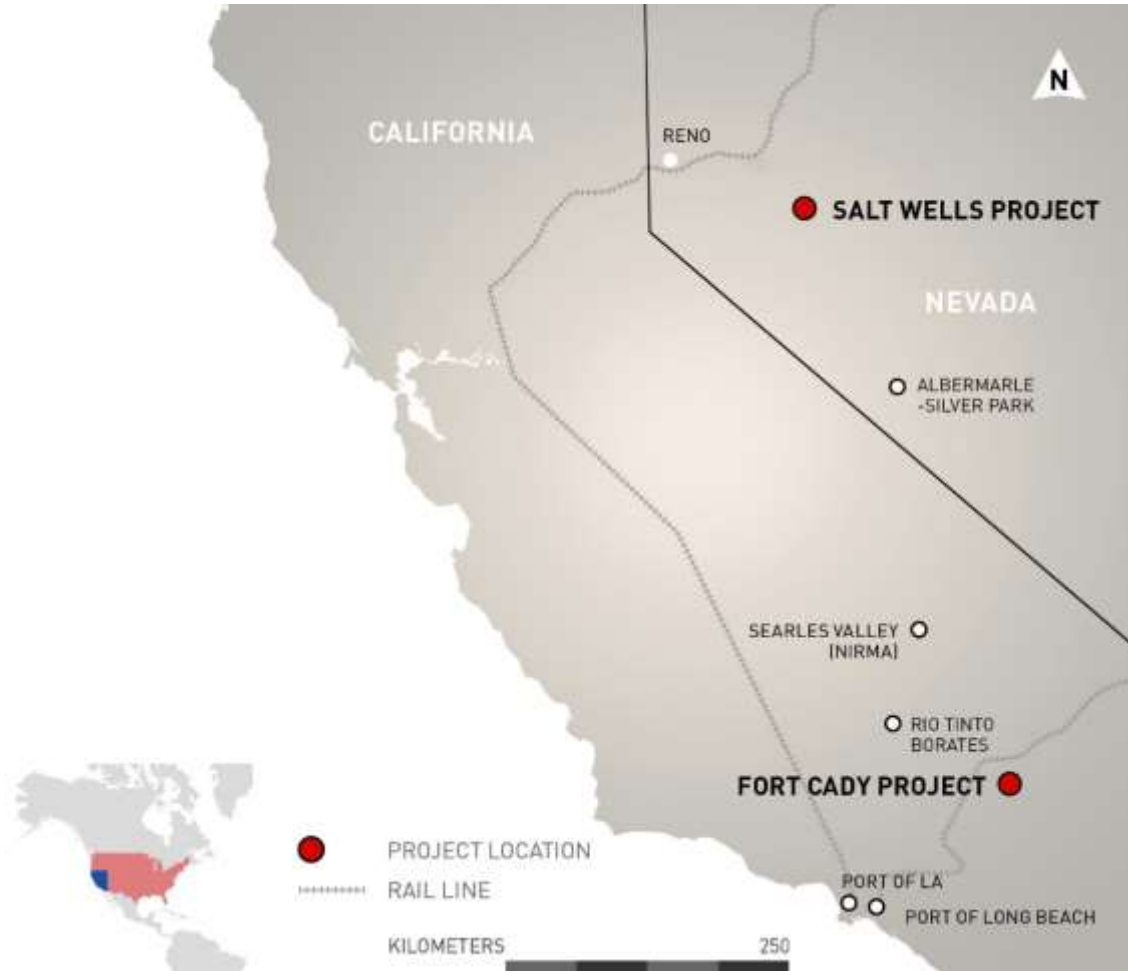 N
CALIFORNIA
RENO
SALT WELLS PROJECT
NEVADA
ALBERMARLE
-SILVER PARK
SEARLES VALLEY
(NIRMA)
RIO TINTO
BORATES
FORT CADY PROJECT
PROJECT LOCATION
RAIL LINE
PORT OF LA
PORT OF LONG BEACH
KILOMETERS 250